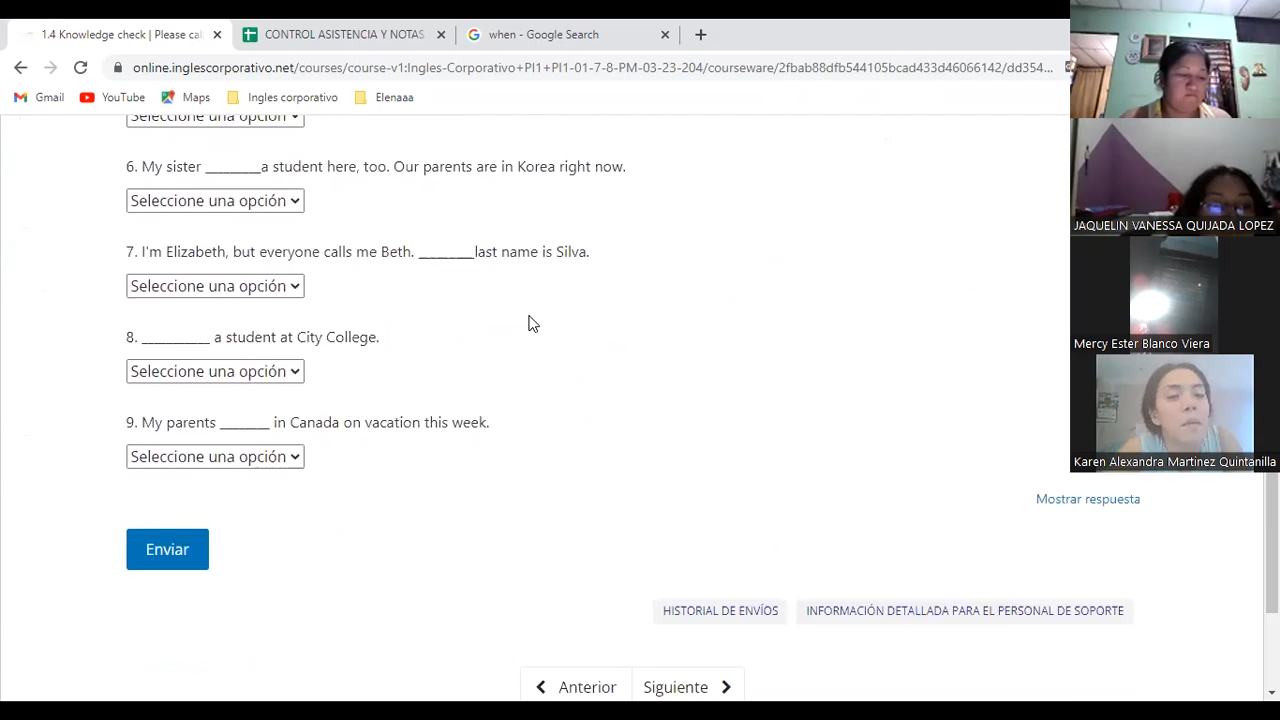 1.4 Knowledge check | Please cal
CONTROL ASISTENCIA Y NOTAS
when - Google Search
online.inglescorporativo.net/courses/course-v1:Ingles-Corporativo+PI1+PI1-01-7-8-PM-03-23-204/courseware/2fbab88dfb544105bcad433d4a066142/dd354...
Gmail
YouTube
Maps
Ingles corporativo
Elenaaa
Seleccione una opción
6. My sister _________a student here, too. Our parents are in Korea right now.
Seleccione una opción
7. I'm Elizabeth, but everyone calls me Beth. _________last name is Silva.
Seleccione una opción
8. ___________ a student at City College.
Seleccione una opción
9. My parents ________ in Canada on vacation this week.
Seleccione una opción
Mostrar respuesta
Enviar
HISTORIAL DE ENVÍOS
INFORMACIÓN DETALLADA PARA EL PERSONAL DE SOPORTE
Anterior
Siguiente
JAQUELIN VANESSA QUIJADA LOPEZ
Mercy Ester Blanco Viera
Karen Alexandra Martinez Quintanilla